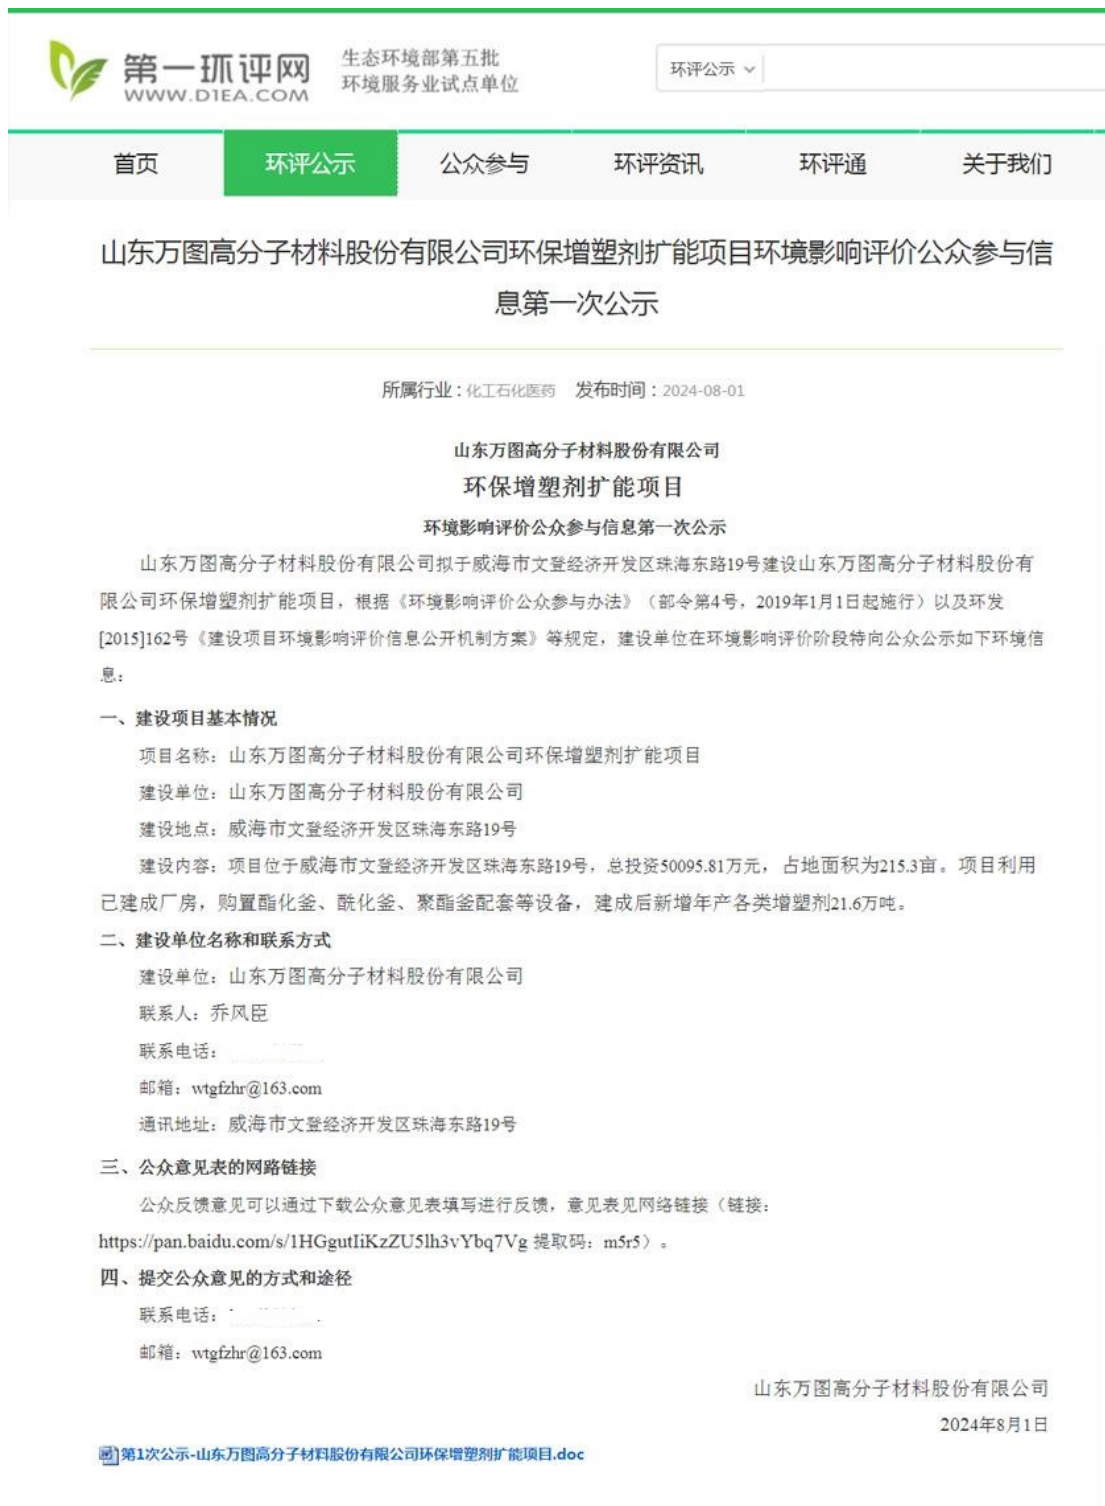 第一环评网
WWW.D1EA.COM
生态环境部第五批
环境服务业试点单位
环评公示
首页 环评公示 公众参与 环评资讯 环评通 关于我们
山东万图高分子材料股份有限公司环保增塑剂扩能项目环境影响评价公众参与信
息第一次公示
所属行业：化工石化医药 发布时间：2024-08-01
山东万图高分子材料股份有限公司
环保增塑剂扩能项目
环境影响评价公众参与信息第一次公示
山东万图高分子材料股份有限公司拟于威海市文登经济开发区珠海东路19号建设山东万图高分子材料股份有
限公司环保增塑剂扩能项目，根据《环境影响评价公众参与办法》（部令第4号，2019年1月1日起施行）以及环发
[2015]162号《建设项目环境影响评价信息公开机制方案》等规定，建设单位在环境影响评价阶段特向公众公示如下环境信
息：
一、建设项目基本情况
项目名称：山东万图高分子材料股份有限公司环保增塑剂扩能项目
建设单位：山东万图高分子材料股份有限公司
建设地点：威海市文登经济开发区珠海东路19号
建设内容：项目位于威海市文登经济开发区珠海东路19号，总投资50095.81万元，占地面积为215.3亩。项目利用
已建成厂房，购置酯化釜、酰化釜、聚酯釜配套等设备，建成后新增年产各类增塑剂21.6万吨。
二、建设单位名称和联系方式
建设单位：山东万图高分子材料股份有限公司
联系人：乔风臣
联系电话：
邮箱：wtgfzhr@163.com
通讯地址：威海市文登经济开发区珠海东路19号
三、公众意见表的网路链接
公众反馈意见可以通过下载公众意见表填写进行反馈，意见表见网络链接（链接：
https://pan.baidu.com/s/1HGgutIiKzZU5lh3vYbq7Vg 提取码：m5r5）。
四、提交公众意见的方式和途径
联系电话：
邮箱：wtgfzhr@163.com
山东万图高分子材料股份有限公司
2024年8月1日
第1次公示-山东万图高分子材料股份有限公司环保增塑剂扩能项目.doc